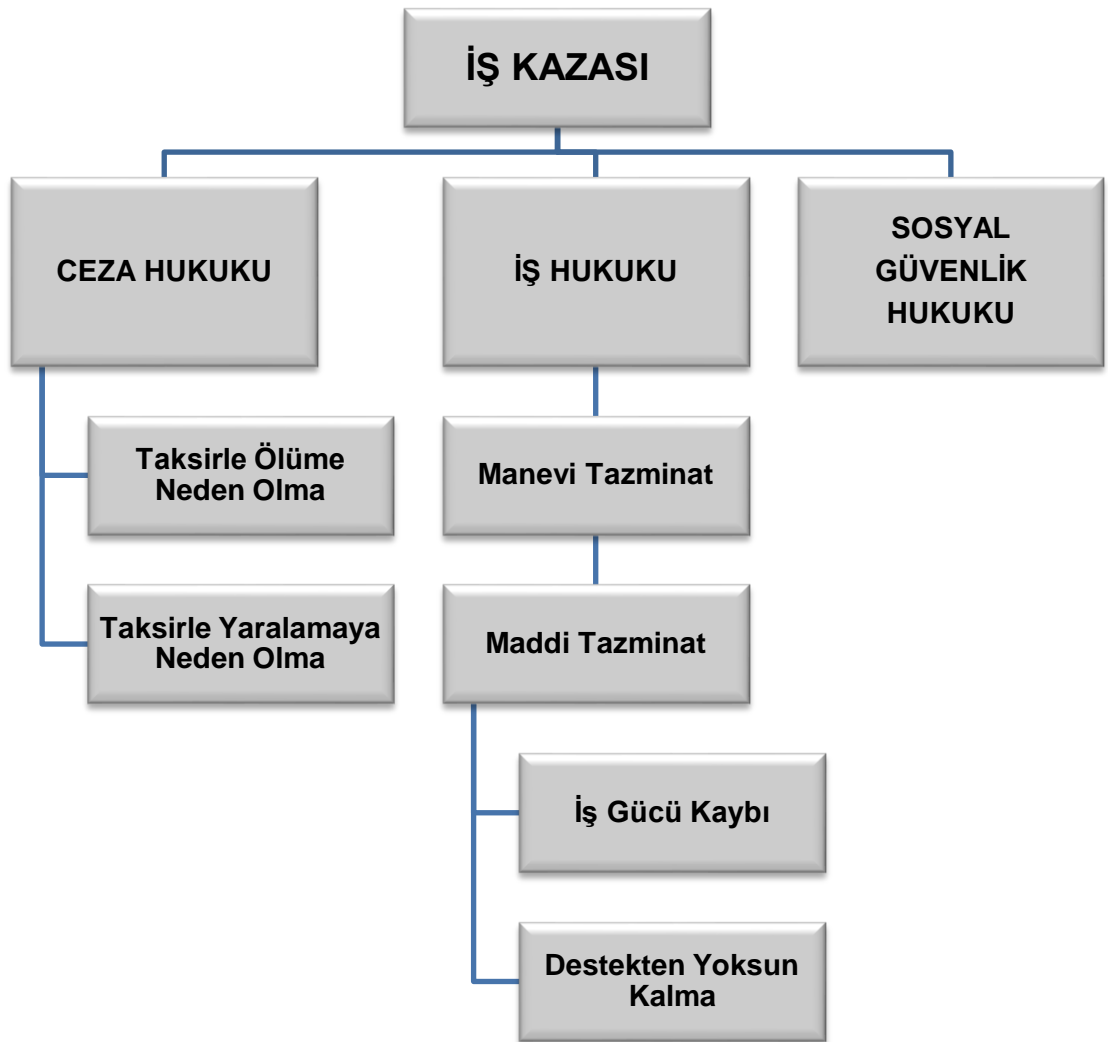 İŞ KAZASI
CEZA HUKUKU
İŞ HUKUKU
SOSYAL
GÜVENLİK
HUKUKU
Taksirle Ölüme
Neden Olma
Manevi Tazminat
Taksirle Yaralamaya
Neden Olma
Maddi Tazminat
İş Gücü Kaybı
Destekten Yoksun
Kalma